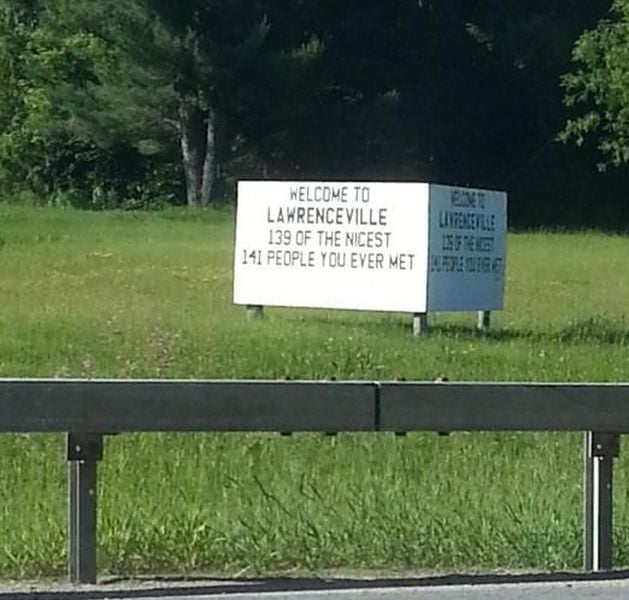 WELCOME TO
LAWRENCEVILLE
139 OF THE NICEST
141 PEOPLE YOU EVER MET
WELCOME TO
LAWRENCEVILLE
139 OF THE NICEST
141 PEOPLE YOU EVER MET